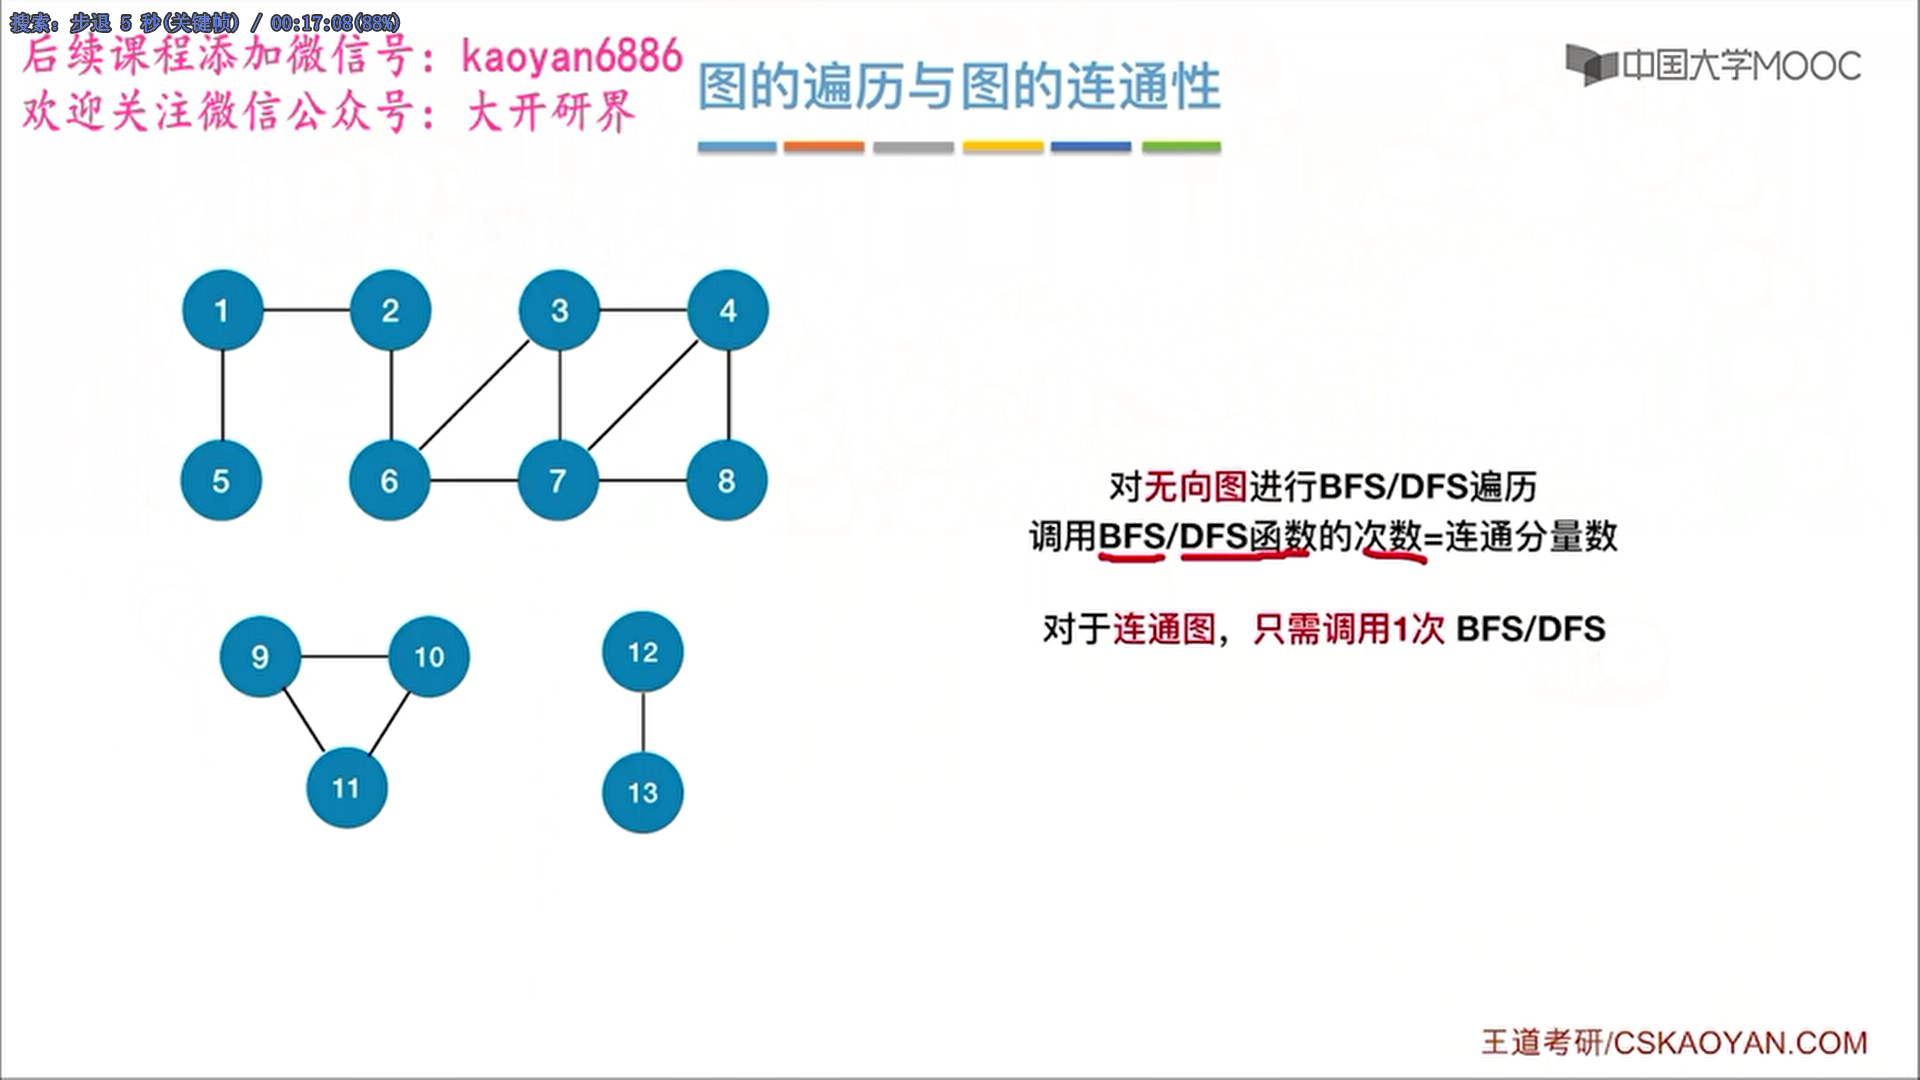 搜索: 步退 5 秒(关键帧) / 00:17:08(88%)
后续课程添加微信号：kaoyan6886
欢迎关注微信公众号：大开研界
图的遍历与图的连通性
中国大学MOOC
1
2
3
4
5
6
7
8
对无向图进行BFS/DFS遍历
调用BFS/DFS函数的次数=连通分量数
对于连通图，只需调用1次 BFS/DFS
9
10
12
11
13
王道考研/CSKAOYAN.COM